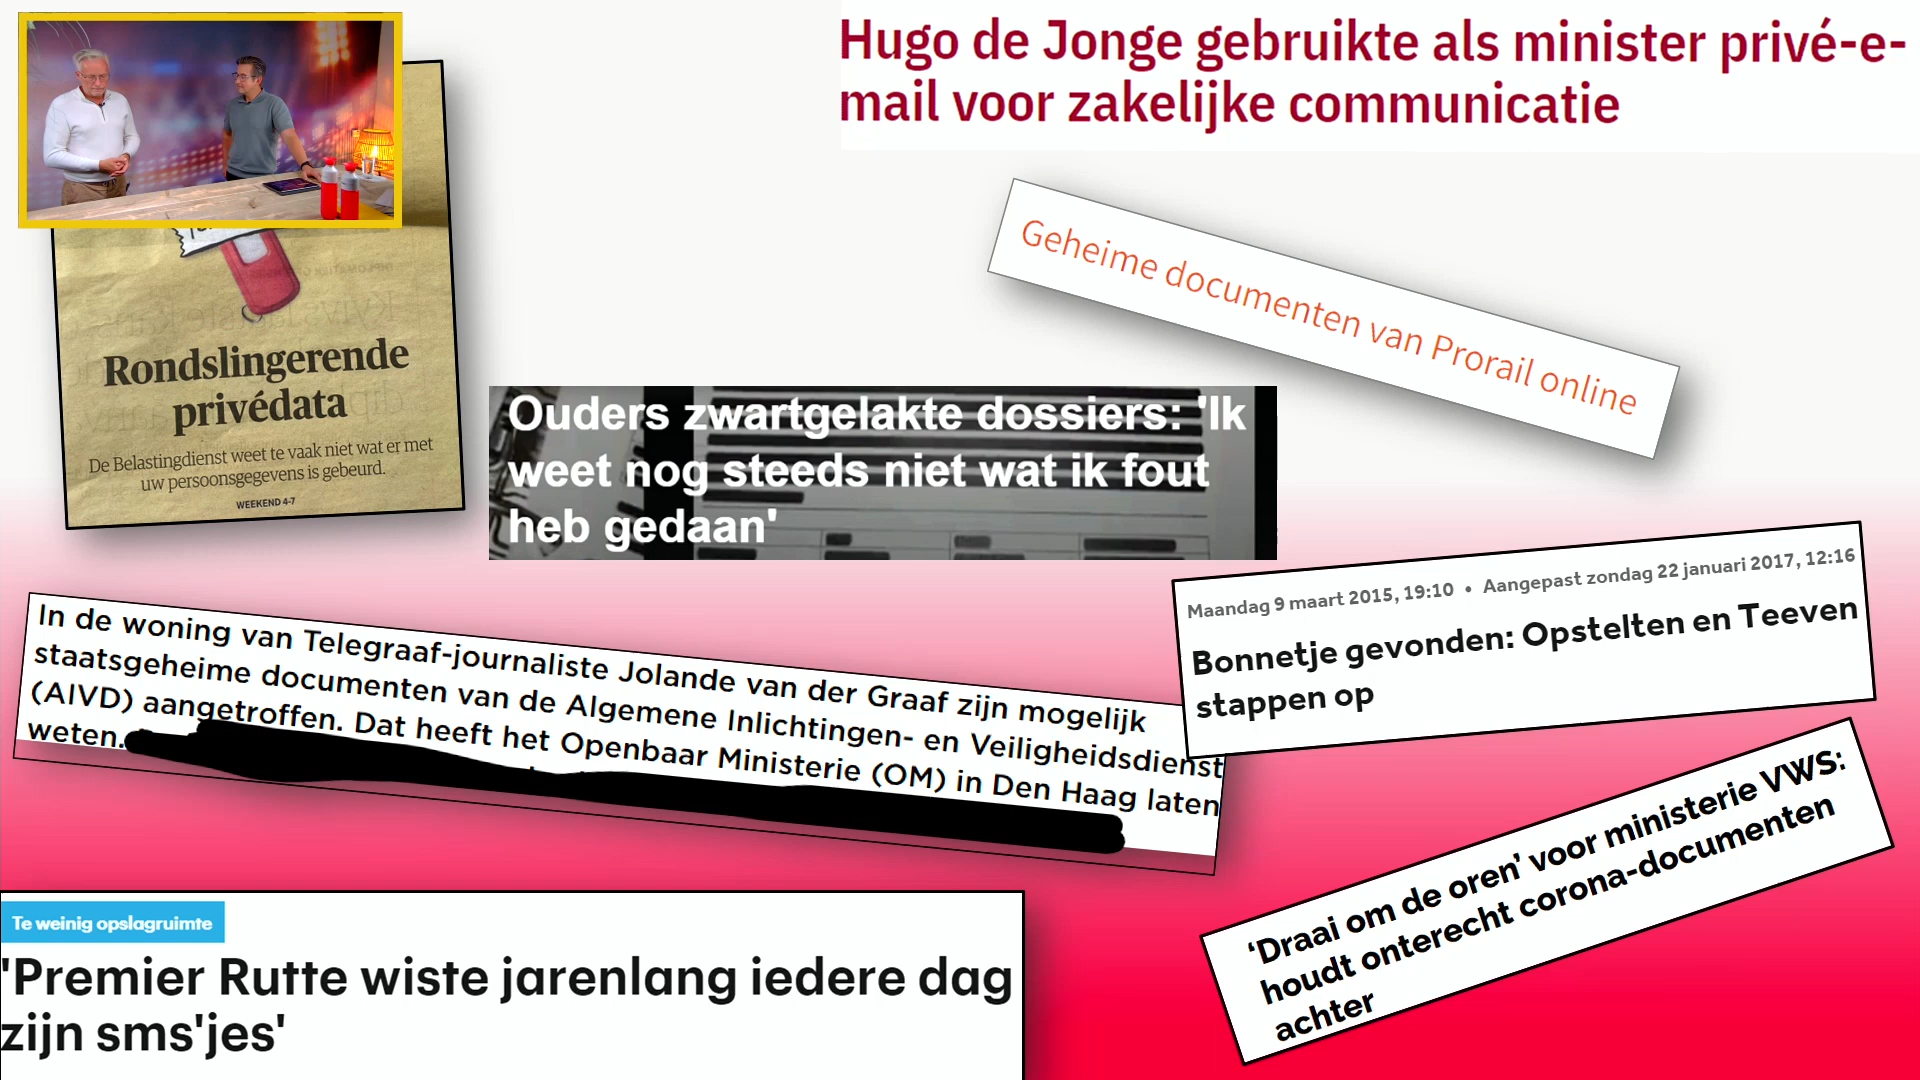 Hugo de Jonge gebruikte als minister privé-e-
mail voor zakelijke communicatie
Geheime documenten van Prorail online
Rondslingerende
privédata
De Belastingdienst weet te vaak niet wat er met
uw persoonsgegevens is gebeurd.
WEEKEND 4-7
Ouders zwartgelakte dossiers: 'Ik
weet nog steeds niet wat ik fout
heb gedaan'
Maandag 9 maart 2015, 19:10 • Aangepast zondag 22 januari 2017, 12:16
Bonnetje gevonden: Opstelten en Teeven
stappen op
In de woning van Telegraaf-journaliste Jolande van der Graaf zijn mogelijk
staatsgeheime documenten van de Algemene Inlichtingen- en Veiligheidsdienst
(AIVD) aangetroffen. Dat heeft het Openbaar Ministerie (OM) in Den Haag laten
weten.
‘Draai om de oren’ voor ministerie VWS:
houdt onterecht corona-documenten
achter
Te weinig opslagruimte
'Premier Rutte wiste jarenlang iedere dag
zijn sms'jes'